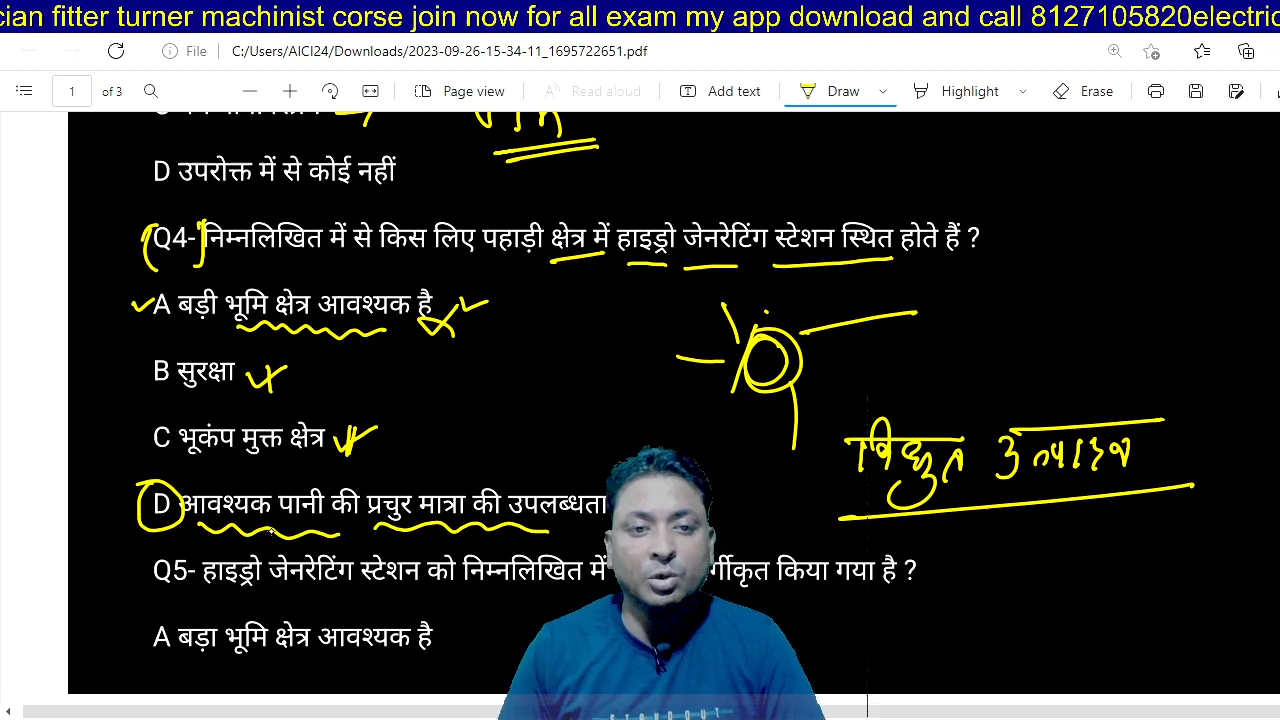 cian fitter turner machinist corse join now for all exam my app download and call 8127105820electric
File C:/Users/AICI24/Downloads/2023-09-26-15-34-11_1695722651.pdf
1 of 3 Page view Read aloud Add text Draw Highlight Erase
D उपरोक्त में से कोई नहीं
Q4- निम्नलिखित में से किस लिए पहाड़ी क्षेत्र में हाइड्रो जेनरेटिंग स्टेशन स्थित होते हैं ?
A बड़ी भूमि क्षेत्र आवश्यक है
B सुरक्षा
C भूकंप मुक्त क्षेत्र
विद्युत उत्पादन
D आवश्यक पानी की प्रचुर मात्रा की उपलब्धता
Q5- हाइड्रो जेनरेटिंग स्टेशन को निम्नलिखित में र्गीकृत किया गया है ?
A बड़ा भूमि क्षेत्र आवश्यक है
STANDOUT